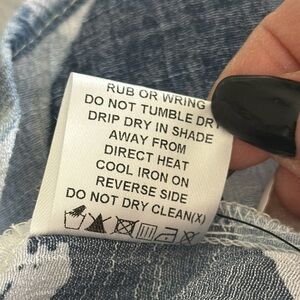 RUB OR WRING
DO NOT TUMBLE DRY
DRIP DRY IN SHADE
AWAY FROM
DIRECT HEAT
COOL IRON ON
REVERSE SIDE
DO NOT DRY CLEAN(X)